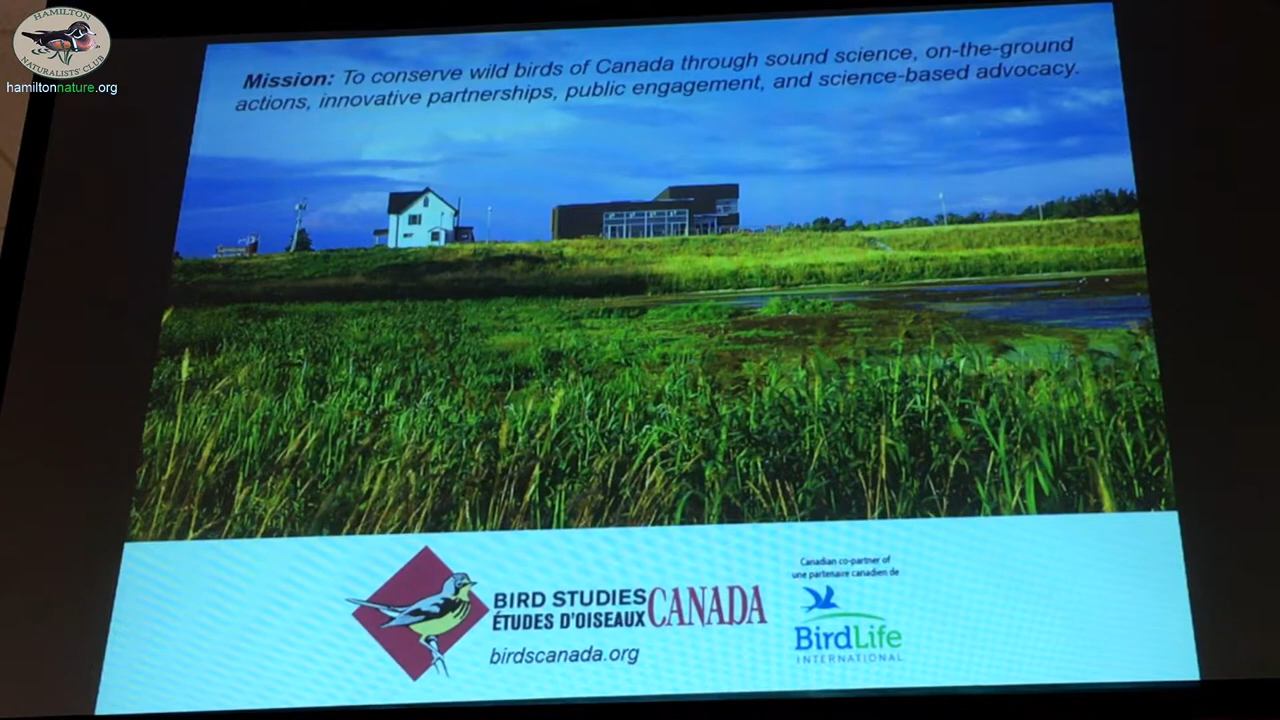 HAMILTON
NATURALISTS' CLUB
hamiltonnature.org
Mission: To conserve wild birds of Canada through sound science, on-the-ground
actions, innovative partnerships, public engagement, and science-based advocacy.
BIRD STUDIES
ÉTUDES D'OISEAUX
CANADA
birdscanada.org
Canadian co-partner of
une partenaire canadien de
BirdLife
INTERNATIONAL